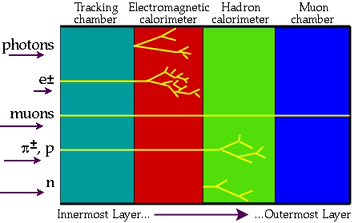 Tracking chamber
Electromagnetic calorimeter
Hadron calorimeter
Muon chamber
photons
e±
muons
π±, p
n
Innermost Layer...
...Outermost Layer